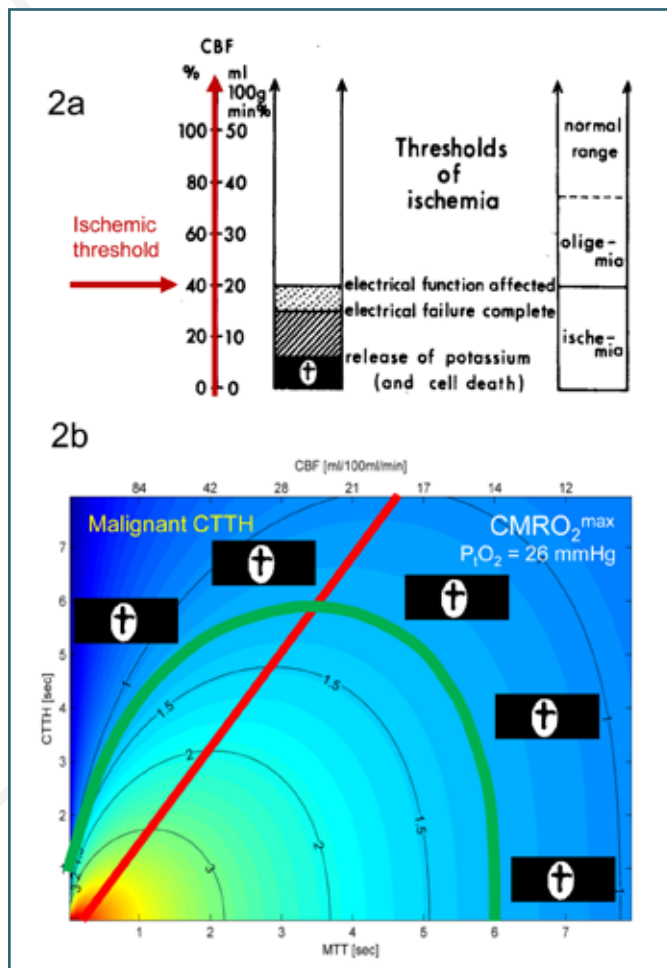 2a
CBF
% ml
100g
min%
100 50
80 40
60 30
40 20
20 10
0 0
Ischemic
threshold
Thresholds
of
ischemia
electrical function affected
electrical failure complete
release of potassium
(and cell death)
normal
range
olige-
mia
ische-
mia
2b
CBF [ml/100ml/min]
84 42 28 21 17 14 12
Malignant CTTH
CMRO2max
PtO2 = 26 mmHg
CTTH [sec]
7
6
5
4
3
2
1
1
1.5
2
3
1
1.5
1.5
2
3
1
1 2 3 4 5 6 7
MTT [sec]